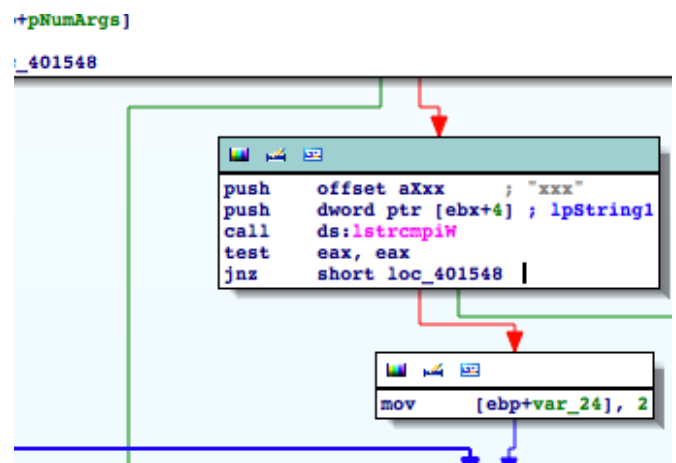 +pNumArgs]
_401548
push offset aXxx ; "xxx"
push dword ptr [ebx+4] ; lpString1
call ds:lstrcmpiW
test eax, eax
jnz short loc_401548
mov [ebp+var_24], 2